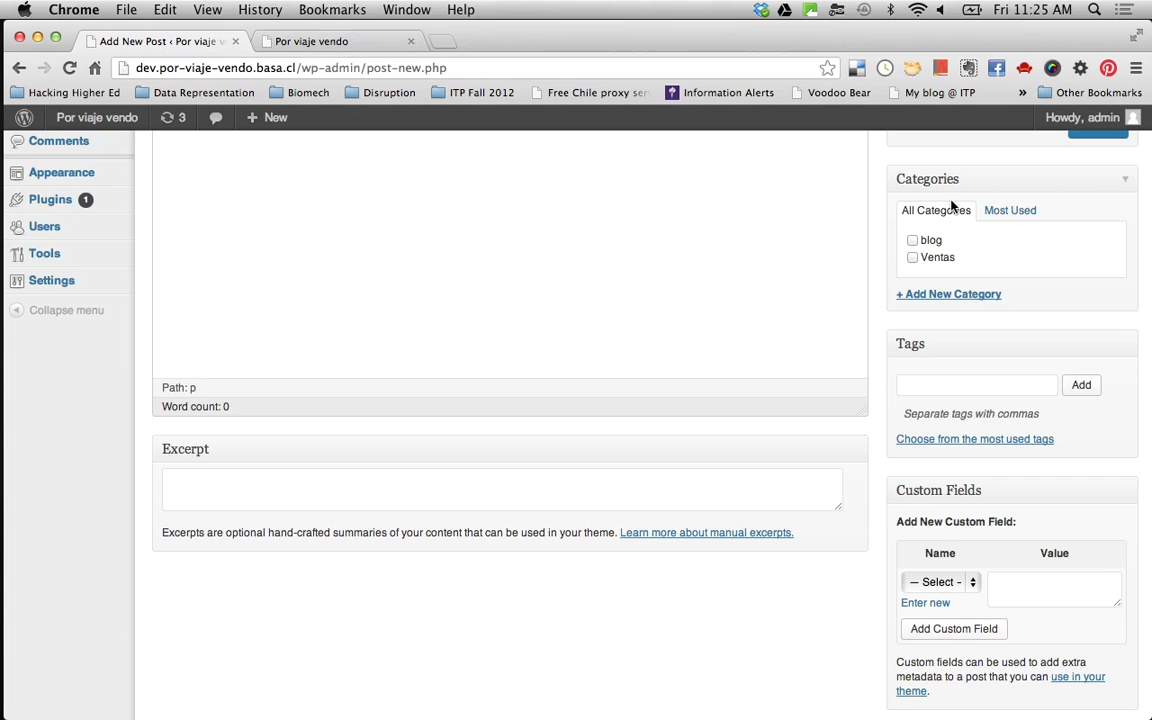 Chrome File Edit View History Bookmarks Window Help Fri 11:25 AM
Add New Post ‹ Por viaje v Por viaje vendo
dev.por-viaje-vendo.basa.cl/wp-admin/post-new.php
Hacking Higher Ed Data Representation Biomech Disruption ITP Fall 2012 Free Chile proxy ser Information Alerts Voodoo Bear My blog @ ITP » Other Bookmarks
Por viaje vendo 3 + New Howdy, admin
Comments
Appearance
Plugins 1
Users
Tools
Settings
Collapse menu
Path: p
Word count: 0
Excerpt
Excerpts are optional hand-crafted summaries of your content that can be used in your theme. Learn more about manual excerpts.
Categories
All Categories Most Used
blog
Ventas
+ Add New Category
Tags
Add
Separate tags with commas
Choose from the most used tags
Custom Fields
Add New Custom Field:
Name Value
— Select -
Enter new
Add Custom Field
Custom fields can be used to add extra
metadata to a post that you can use in your
theme.